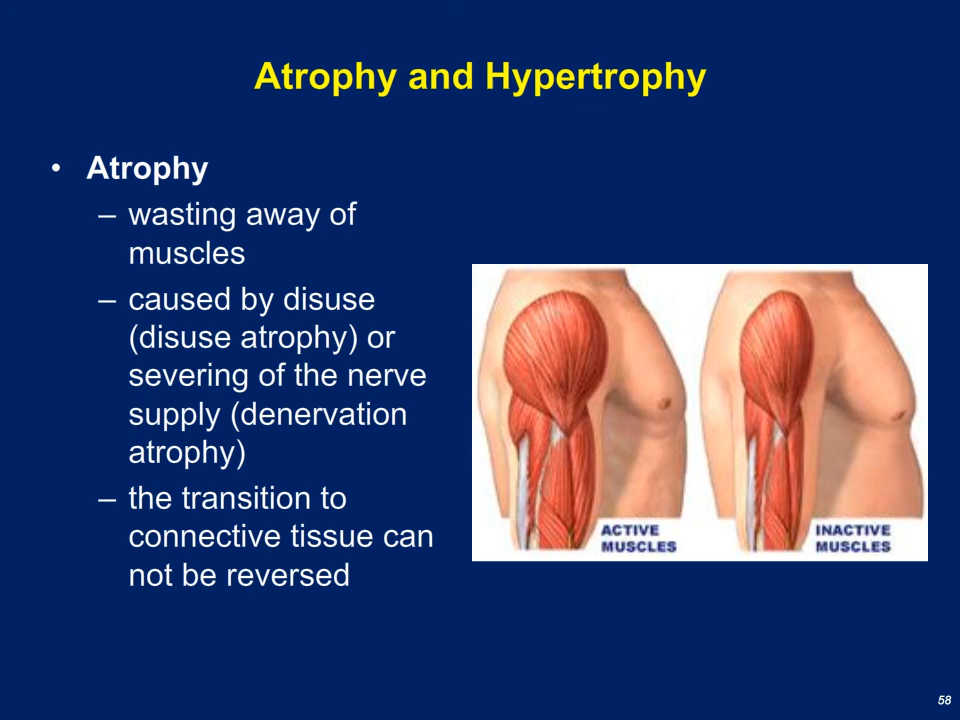 Atrophy and Hypertrophy
• Atrophy
– wasting away of
muscles
– caused by disuse
(disuse atrophy) or
severing of the nerve
supply (denervation
atrophy)
– the transition to
connective tissue can
not be reversed
ACTIVE
MUSCLES
INACTIVE
MUSCLES
58